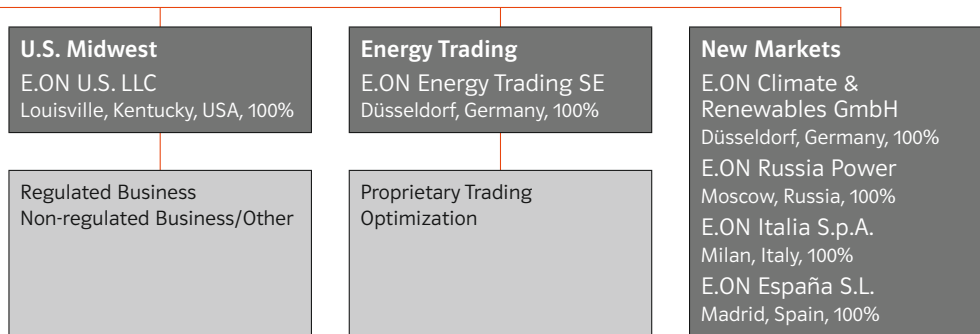 U.S. Midwest
E.ON U.S. LLC
Louisville, Kentucky, USA, 100%
Regulated Business
Non-regulated Business/Other
Energy Trading
E.ON Energy Trading SE
Düsseldorf, Germany, 100%
Proprietary Trading
Optimization
New Markets
E.ON Climate &
Renewables GmbH
Düsseldorf, Germany, 100%
E.ON Russia Power
Moscow, Russia, 100%
E.ON Italia S.p.A.
Milan, Italy, 100%
E.ON España S.L.
Madrid, Spain, 100%